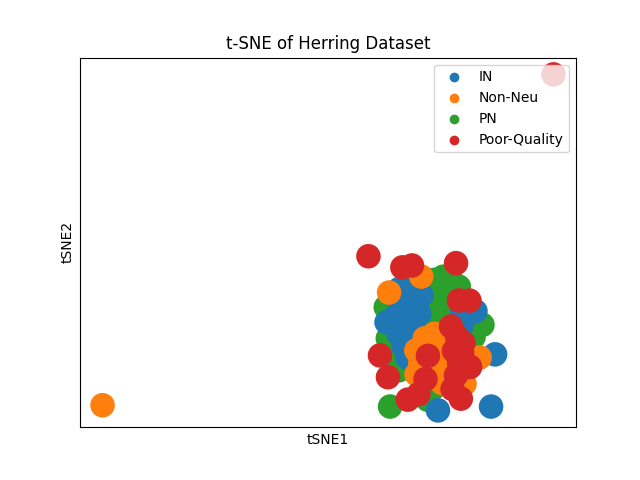 t-SNE of Herring Dataset
IN
Non-Neu
PN
Poor-Quality
tSNE2
tSNE1